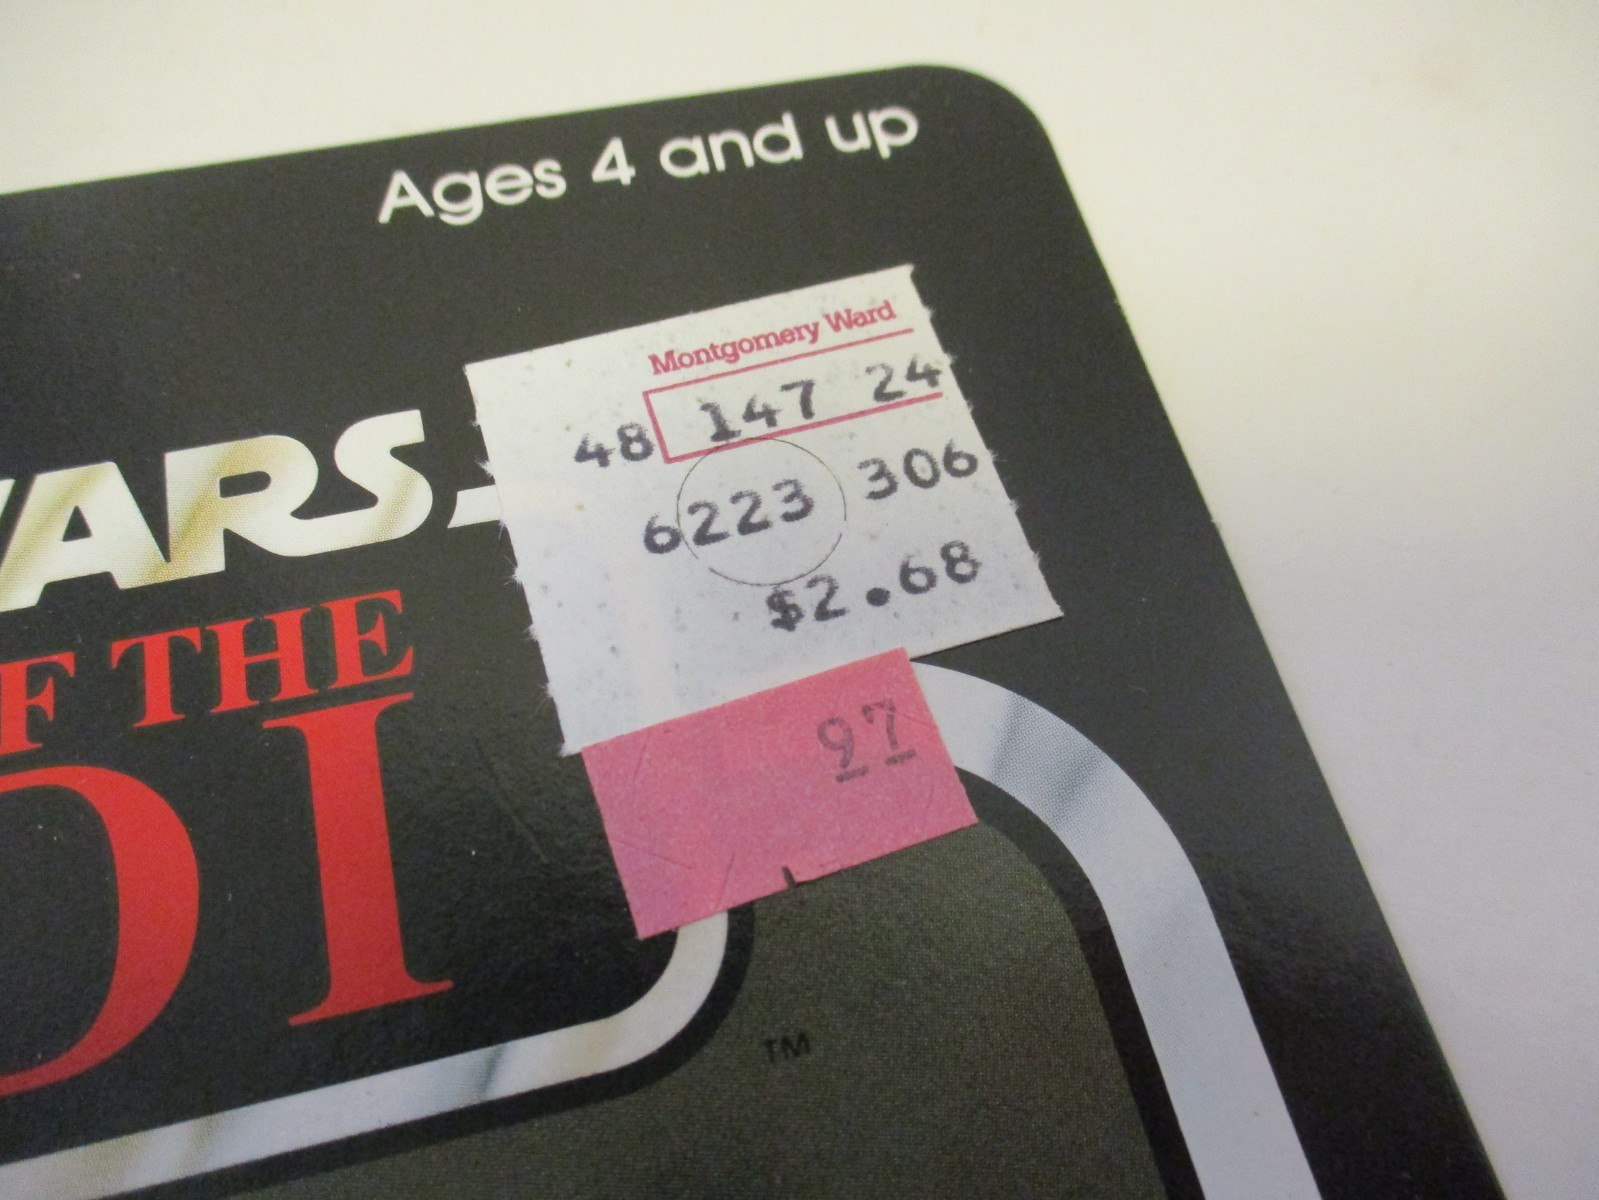 Ages 4 and up
Montgomery Ward
48 147 24
6223 306
$2.68
97
WARS
F THE
DI
TM